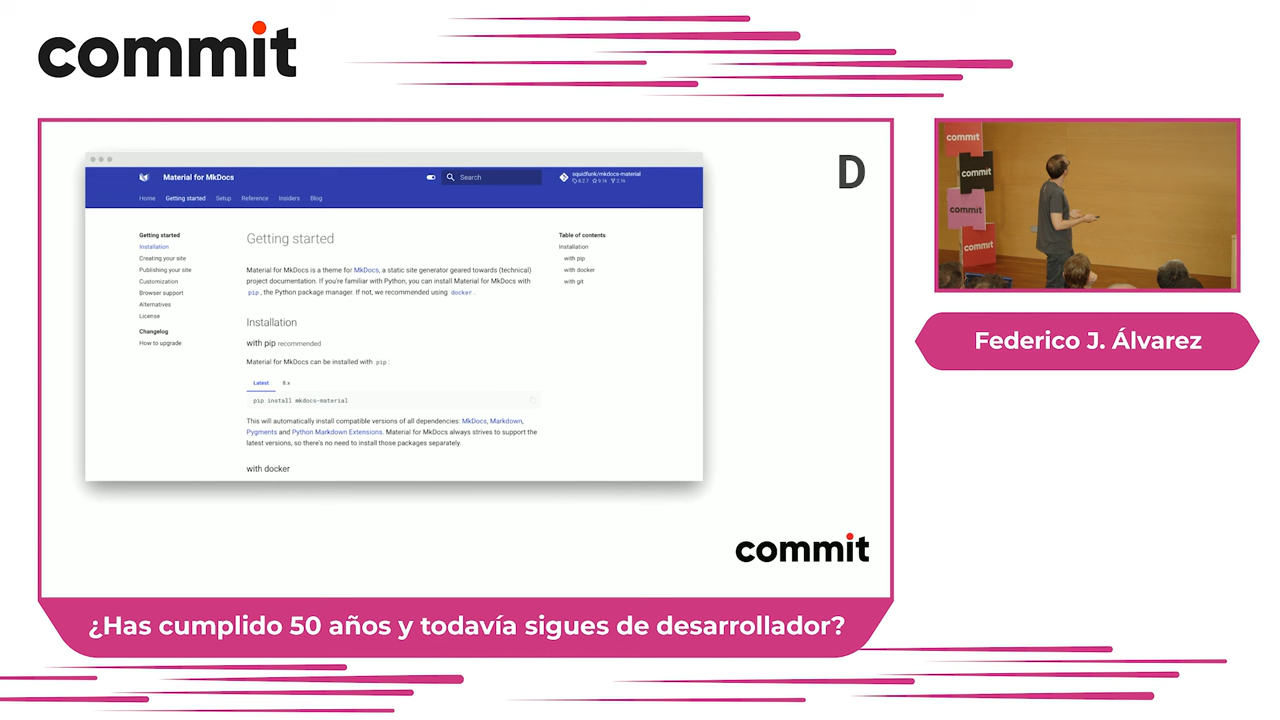 commit
D
Material for MkDocs
Search
squidfunk/mkdocs-material
8.2.7 9.1k 2.1k
Home Getting started Setup Reference Insiders Blog
Getting started
Installation
Creating your site
Publishing your site
Customization
Browser support
Alternatives
License
Changelog
How to upgrade
Getting started
Material for MkDocs is a theme for MkDocs, a static site generator geared towards (technical)
project documentation. If you're familiar with Python, you can install Material for MkDocs with
pip, the Python package manager. If not, we recommended using docker.
Installation
with pip recommended
Material for MkDocs can be installed with pip:
Latest 8.x
pip install mkdocs-material
This will automatically install compatible versions of all dependencies: MkDocs, Markdown,
Pygments and Python Markdown Extensions. Material for MkDocs always strives to support the
latest versions, so there's no need to install those packages separately.
with docker
Table of contents
Installation
with pip
with docker
with git
commit
commit
commit
commit
commit
Federico J. Álvarez
¿Has cumplido 50 años y todavía sigues de desarrollador?